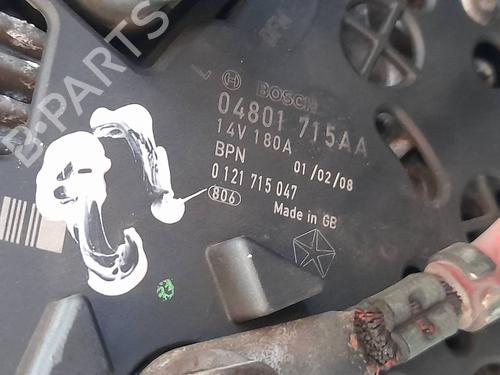 BOSCH
04801 715AA
14V 180A
BPN 01/02/08
0 121 715 047
806 Made in GB
B-PARTS